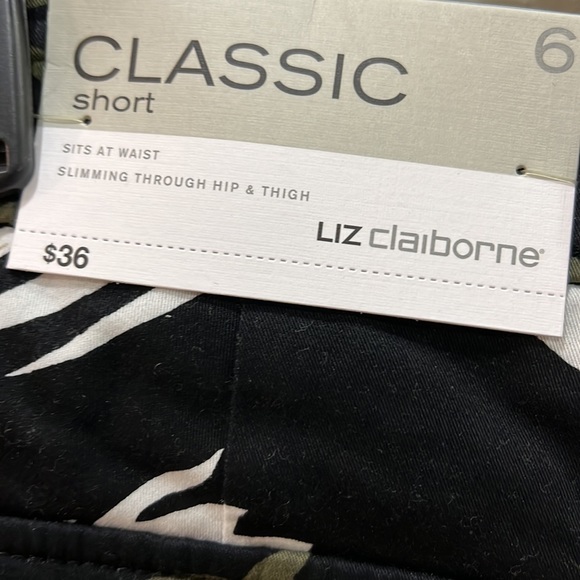 CLASSIC
6
short
SITS AT WAIST
SLIMMING THROUGH HIP & THIGH
LIZ claiborne®
$36